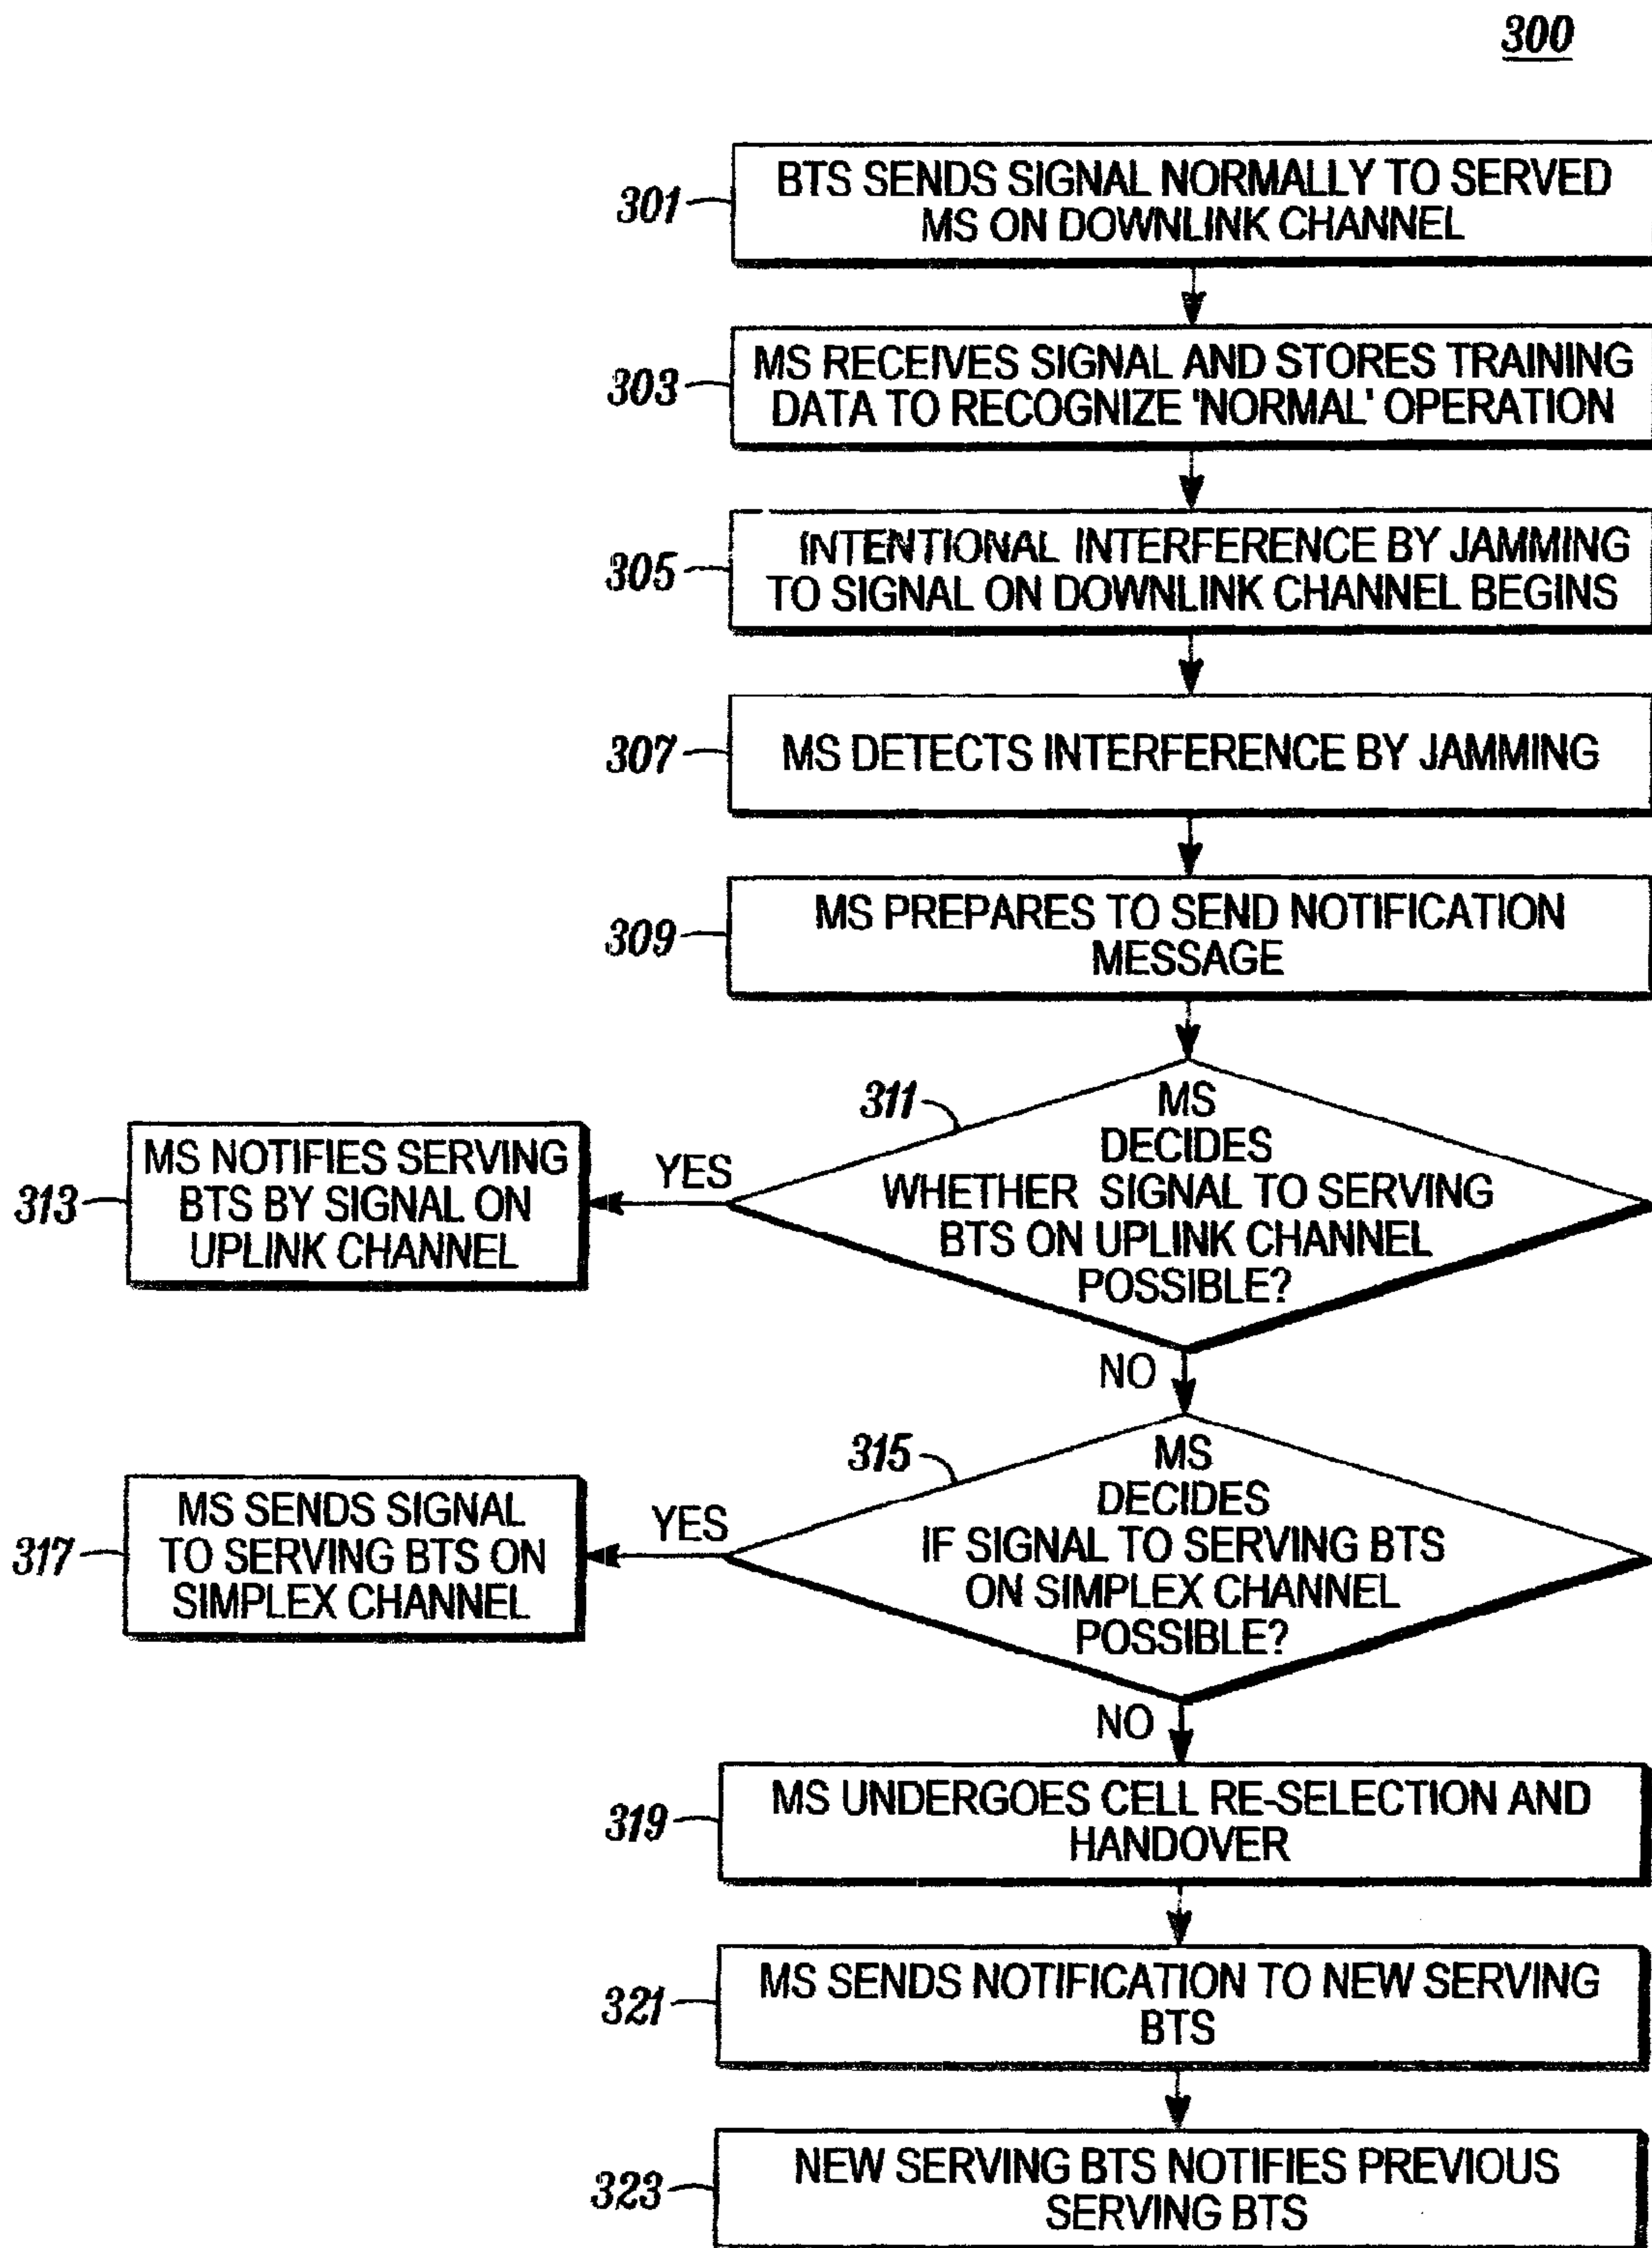 300
301
BTS SENDS SIGNAL NORMALLY TO SERVED
MS ON DOWNLINK CHANNEL
303
MS RECEIVES SIGNAL AND STORES TRAINING
DATA TO RECOGNIZE 'NORMAL' OPERATION
305
INTENTIONAL INTERFERENCE BY JAMMING
TO SIGNAL ON DOWNLINK CHANNEL BEGINS
307
MS DETECTS INTERFERENCE BY JAMMING
309
MS PREPARES TO SEND NOTIFICATION
MESSAGE
311
MS
DECIDES
WHETHER SIGNAL TO SERVING
BTS ON UPLINK CHANNEL
POSSIBLE?
YES
313
MS NOTIFIES SERVING
BTS BY SIGNAL ON
UPLINK CHANNEL
NO
315
MS
DECIDES
IF SIGNAL TO SERVING BTS
ON SIMPLEX CHANNEL
POSSIBLE?
YES
317
MS SENDS SIGNAL
TO SERVING BTS ON
SIMPLEX CHANNEL
NO
319
MS UNDERGOES CELL RE-SELECTION AND
HANDOVER
321
MS SENDS NOTIFICATION TO NEW SERVING
BTS
323
NEW SERVING BTS NOTIFIES PREVIOUS
SERVING BTS